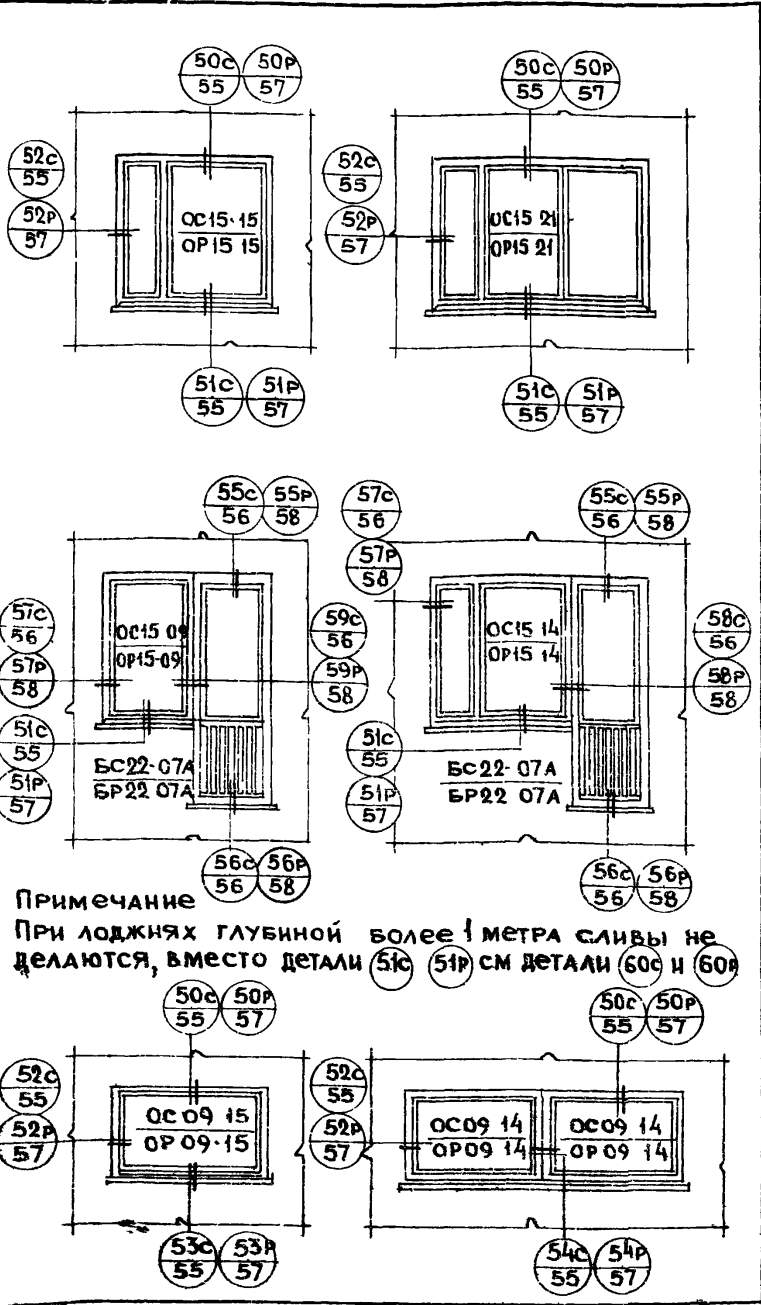 50с 50р
55 57
50с 50р
55 57
52с
55
52р
57
ОС15·15
ОР15 15
52с
55
52р
57
ОС15 21
ОР15 21
51с 51р
55 57
51с 51р
55 57
55с 55р
56 58
57с
56
57р
58
55с 55р
56 58
57с
56
57р
58
ОС15 09
ОР15-09
59с
56
59р
58
ОС15 14
ОР15 14
58с
56
58р
58
51с
55
51р
57
БС22-07А
БР22 07А
51с
55
51р
57
БС22-07А
БР22 07А
56с 56р
56 58
56с 56р
56 58
Примечание
При лоджиях глубиной более 1 метра сливы не
делаются, вместо детали 51с 51р см детали 60с и 60р
50с 50р
55 57
50с 50р
55 57
52с
55
52р
57
ОС09 15
ОР09·15
52с
55
52р
57
ОС09 14
ОР09 14
ОС09 14
ОР09 14
53с 53р
55 57
54с 54р
55 57